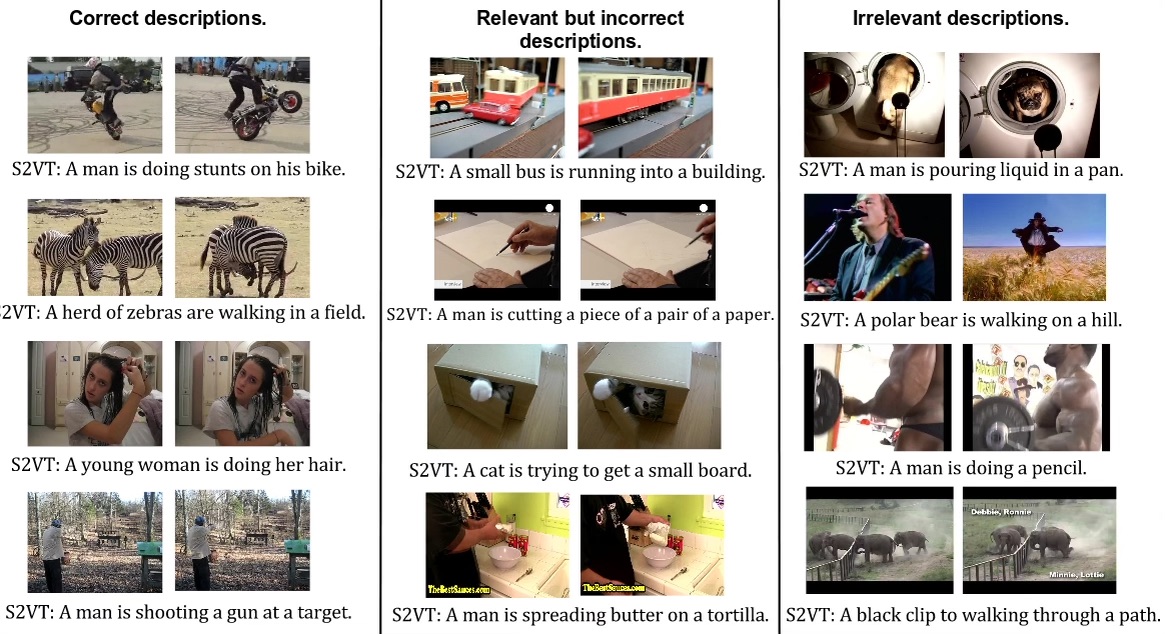 Correct descriptions.
S2VT: A man is doing stunts on his bike.
S2VT: A herd of zebras are walking in a field.
S2VT: A young woman is doing her hair.
S2VT: A man is shooting a gun at a target.
Relevant but incorrect
descriptions.
S2VT: A small bus is running into a building.
interview
interview
S2VT: A man is cutting a piece of a pair of a paper.
S2VT: A cat is trying to get a small board.
TheBestSauces.com
TheBestSauces.com
S2VT: A man is spreading butter on a tortilla.
Irrelevant descriptions.
S2VT: A man is pouring liquid in a pan.
S2VT: A polar bear is walking on a hill.
S2VT: A man is doing a pencil.
Debbie, Ronnie
Minnie, Lottie
S2VT: A black clip to walking through a path.